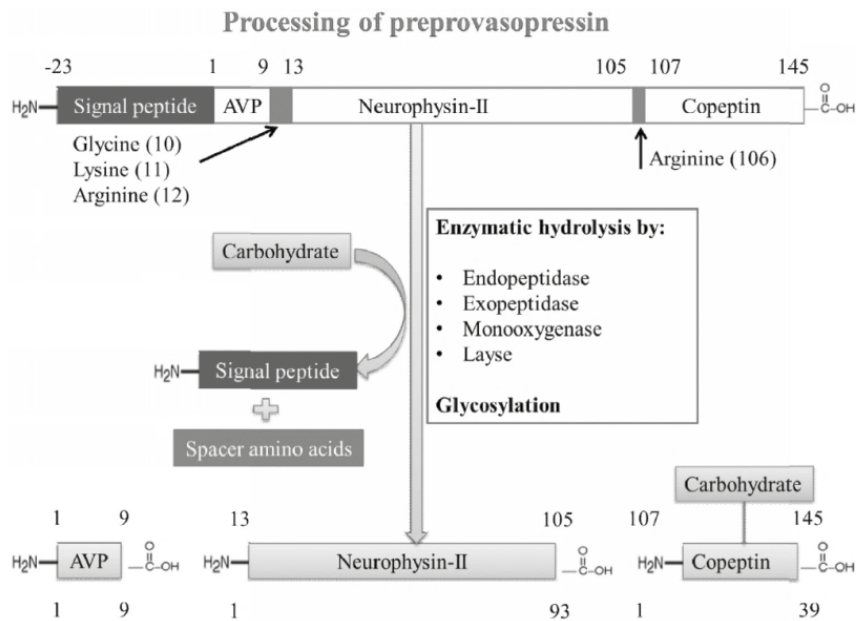 Processing of preprovasopressin
-23 1 9 13 105 107 145
H₂N Signal peptide AVP Neurophysin-II Copeptin O C-OH
Glycine (10)
Lysine (11)
Arginine (12)
Arginine (106)
Carbohydrate
Enzymatic hydrolysis by:
• Endopeptidase
• Exopeptidase
• Monooxygenase
• Layse
Glycosylation
H₂N Signal peptide
+
Spacer amino acids
Carbohydrate
1 9 13 105 107 145
H₂N AVP O C-OH H₂N Neurophysin-II O C-OH H₂N Copeptin O C-OH
1 9 1 93 1 39